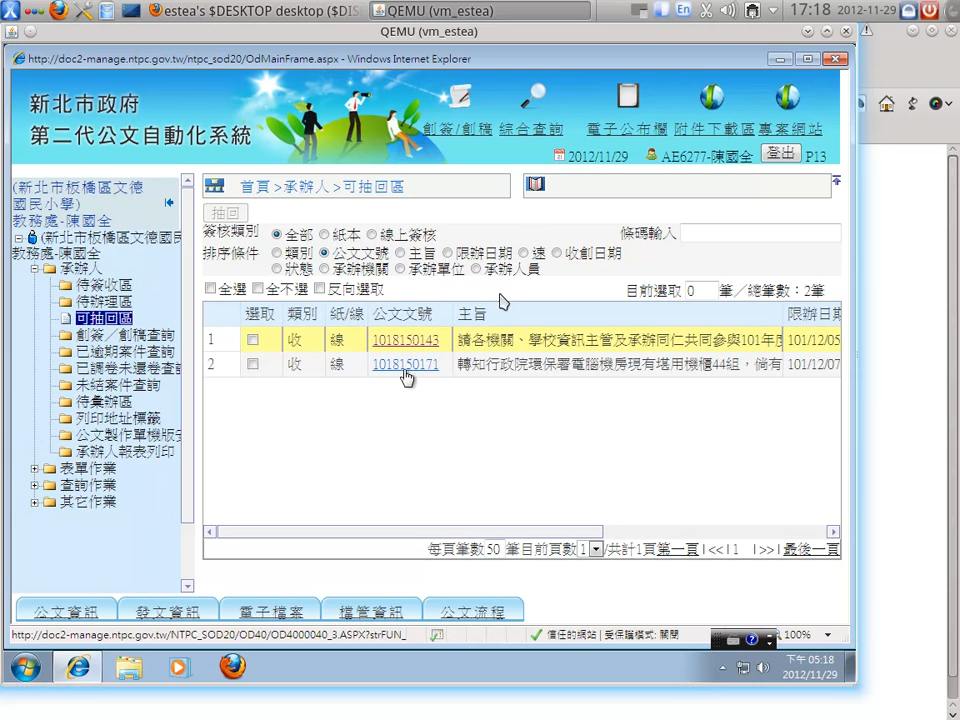 estea's $DESKTOP desktop ($DIS
QEMU (vm_estea)
En
17:18 2012-11-29
QEMU (vm_estea)
http://doc2-manage.ntpc.gov.tw/ntpc_sod20/OdMainFrame.aspx - Windows Internet Explorer
新北市政府
第二代公文自動化系統
創簽/創稿 綜合查詢 電子公布欄 附件下載區 專案網站
2012/11/29 AE6277-陳國全 登出 P13
(新北市板橋區文德
國民小學)
教務處-陳國全
(新北市板橋區文德國民
教務處-陳國全
承辦人
待簽收區
待辦理區
可抽回區
創簽／創稿查詢
已逾期案件查詢
已調卷未還卷查
未結案件查詢
待彙辦區
列印地址標籤
公文製作單機版
承辦人報表列印
表單作業
查詢作業
其它作業
首頁>承辦人>可抽回區
抽回
簽核類別 全部 紙本 線上簽核 條碼輸入
排序條件 類別 公文文號 主旨 限辦日期 速 收創日期
狀態 承辦機關 承辦單位 承辦人員
全選 全不選 反向選取 目前選取 0 筆／總筆數：2筆
選取 類別 紙/線 公文文號 主旨 限辦日期
1 收 線 1018150143 請各機關、學校資訊主管及承辦同仁共同參與101年度 101/12/05
2 收 線 1018150171 轉知行政院環保署電腦機房現有堪用機櫃44組，倘有 101/12/07
每頁筆數 50 筆目前頁數 1 /共計1頁第一頁 |<<|1 |>>|最後一頁
公文資訊 發文資訊 電子檔案 檔管資訊 公文流程
http://doc2-manage.ntpc.gov.tw/NTPC_SOD20/OD40/OD4000040_3.ASPX?strFUN_
信任的網站 | 受保護模式: 關閉
100%
下午 05:18
2012/11/29